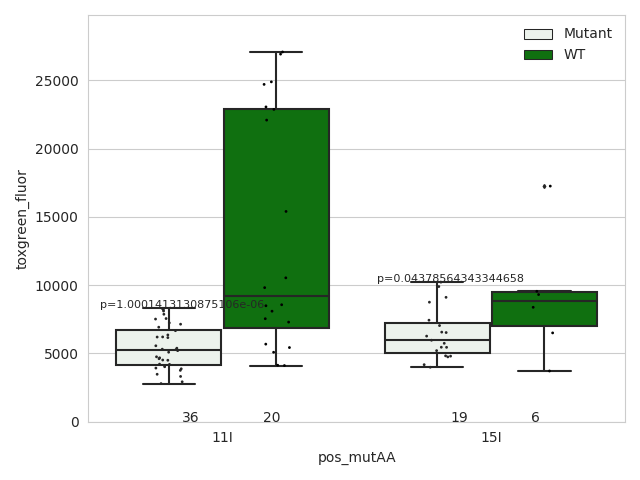 Mutant
WT
toxgreen_fluor
25000
20000
15000
10000
5000
0
p=1.0001413130875106e-06
p=0.04378564343344658
36
20
19
6
11I
15I
pos_mutAA